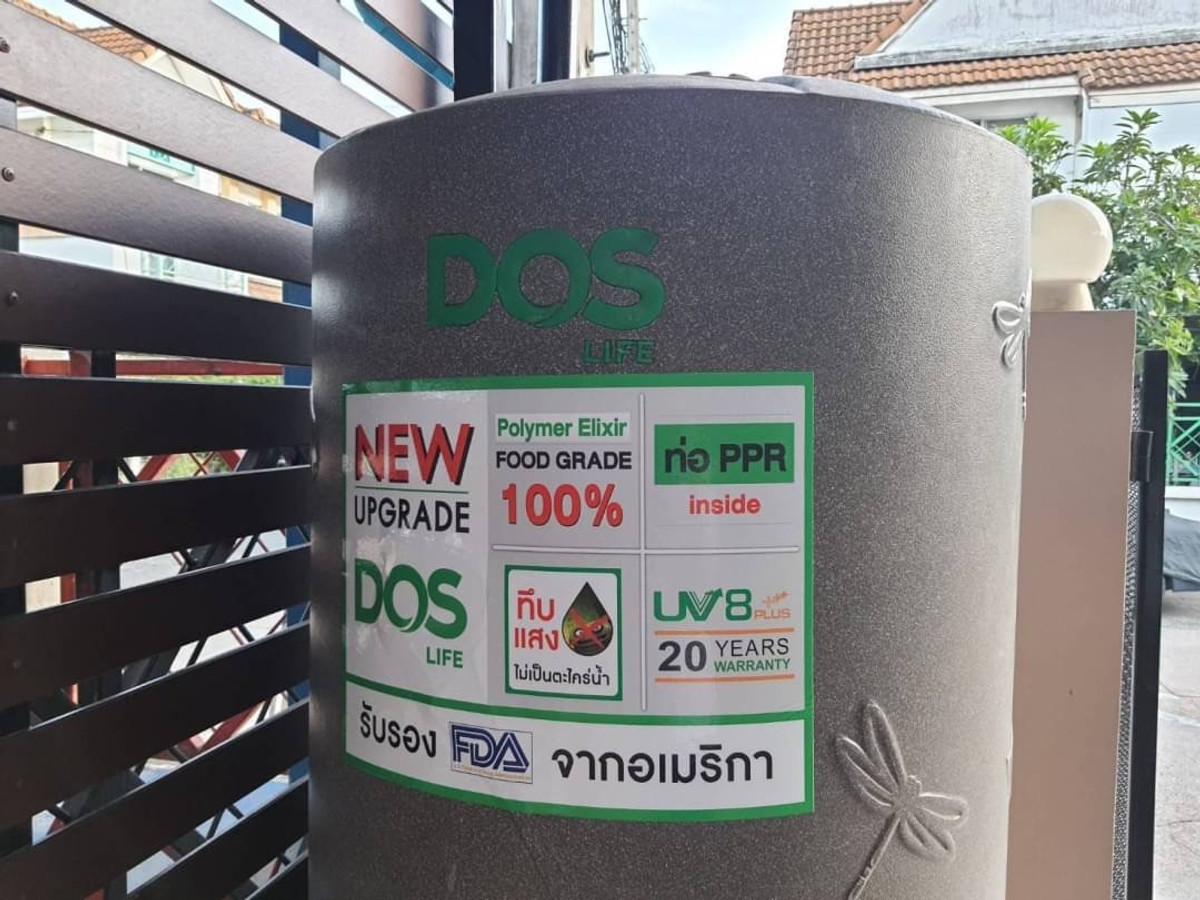 DOS
LIFE
NEW
UPGRADE
DOS
LIFE
Polymer Elixir
FOOD GRADE
100%
ท่อ PPR
inside
ทึบ
แสง
ไม่เป็นตะไคร่น้ำ
UV8
PLUS
20 YEARS
WARRANTY
รับรอง FDA จากอเมริกา